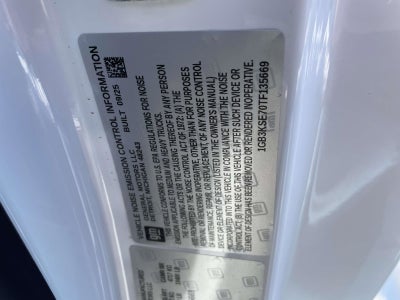 VEHICLE NOISE EMISSION CONTROL INFORMATION
GENERAL MOTORS LLC BUILT 09/25
DETROIT, MICHIGAN 48243
THIS VEHICLE CONFORMS TO U.S. EPA REGULATIONS FOR NOISE
EMISSION APPLICABLE TO MEDIUM AND HEAVY TRUCKS.
THE FOLLOWING ACTS OR THE CAUSING THEREOF BY ANY PERSON
ARE PROHIBITED BY THE NOISE CONTROL ACT OF 1972: (A) THE
REMOVAL OR RENDERING INOPERATIVE, OTHER THAN FOR PURPOSES
OF MAINTENANCE, REPAIR, OR REPLACEMENT, OF ANY NOISE CONTROL
DEVICE OR ELEMENT OF DESIGN (LISTED IN THE OWNERS MANUAL)
INCORPORATED INTO THIS VEHICLE IN COMPLIANCE WITH THE NOISE
CONTROL ACT; (B) THE USE OF THIS VEHICLE AFTER SUCH DEVICE OR
ELEMENT OF DESIGN HAS BEEN REMOVED OR RENDERED INOPERATIVE.
1GB3KSE70TF135669